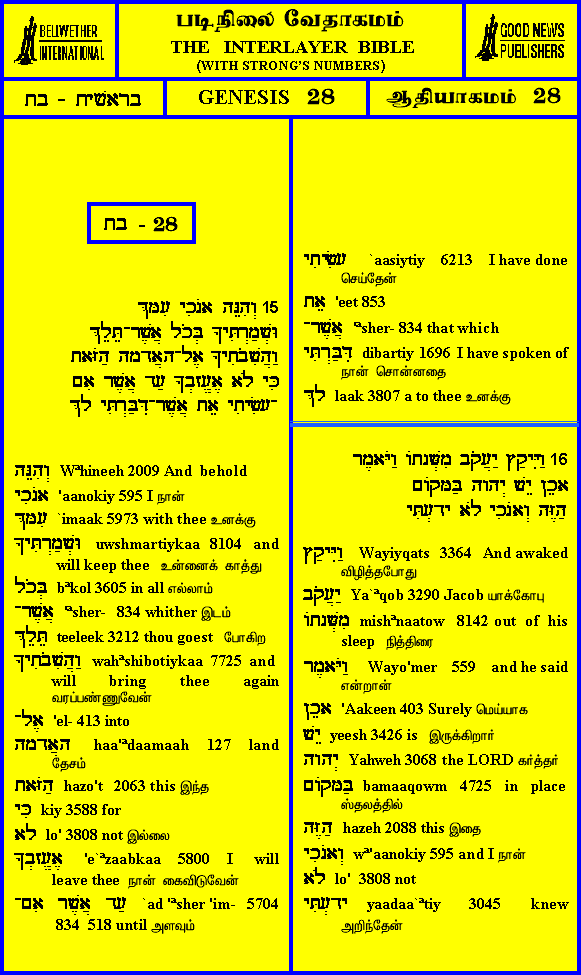 BELLWETHER
INTERNATIONAL
படிநிலை வேதாகமம்
THE INTERLAYER BIBLE
(WITH STRONG'S NUMBERS)
GOOD NEWS
PUBLISHERS
בראשית - כח
GENESIS 28
ஆதியாகமம் 28
כח - 28
15 וְהִנֵּה אָנֹכִי עִמָּךְ
וּשְׁמַרְתִּיךָ בְּכֹל אֲשֶׁר־תֵּלֵךְ
וַהֲשִׁבֹתִיךָ אֶל־הָאֲדָמָה הַזֹּאת
כִּי לֹא אֶעֱזָבְךָ עַד אֲשֶׁר אִם
־עָשִׂיתִי אֵת אֲשֶׁר־דִּבַּרְתִּי לָךְ
וְהִנֵּה Wᵊhineeh 2009 And behold
אָנֹכִי 'aanokiy 595 I நான்
עִמָּךְ `imaak 5973 with thee உனக்கு
וּשְׁמַרְתִּיךָ uwshmartiykaa 8104 and
will keep thee உன்னைக் காத்து
בְּכֹל bᵊkol 3605 in all எல்லாம்
אֲשֶׁר־ 'ᵃsher- 834 whither இடம்
תֵּלֵךְ teeleek 3212 thou goest போகிற
וַהֲשִׁבֹתִיךָ wahᵃshibotiykaa 7725 and
will bring thee again
வரப்பண்ணுவேன்
אֶל־ 'el- 413 into
הָאֲדָמָה haa'ᵃdaamaah 127 land
தேசம்
הַזֹּאת hazo't 2063 this இந்த
כִּי kiy 3588 for
לֹא lo' 3808 not இல்லை
אֶעֱזָבְךָ 'e`ᵉzaabkaa 5800 I will
leave thee நான் கைவிடுவேன்
עַד אֲשֶׁר אִם־ `ad 'ᵃsher 'im- 5704
834 518 until அளவும்
עָשִׂיתִי `aasiytiy 6213 I have done
செய்தேன்
אֵת 'eet 853
אֲשֶׁר־ 'ᵃsher- 834 that which
דִּבַּרְתִּי dibartiy 1696 I have spoken of
நான் சொன்னதை
לָךְ laak 3807 a to thee உனக்கு
16 וַיִּיקַץ יַעֲקֹב מִשְּׁנָתוֹ וַיֹּאמֶר
אָכֵן יֵשׁ יְהוָה בַּמָּקוֹם
הַזֶּה וְאָנֹכִי לֹא יָדָעְתִּי
וַיִּיקַץ Wayiyqats 3364 And awaked
விழித்தபோது
יַעֲקֹב Ya`ᵃqob 3290 Jacob யாக்கோபு
מִשְּׁנָתוֹ mishᵊnaatow 8142 out of his
sleep நித்திரை
וַיֹּאמֶר Wayo'mer 559 and he said
என்றான்
אָכֵן 'Aakeen 403 Surely மெய்யாக
יֵשׁ yeesh 3426 is இருக்கிறார்
יְהוָה Yahweh 3068 the LORD கர்த்தர்
בַּמָּקוֹם bamaaqowm 4725 in place
ஸ்தலத்தில்
הַזֶּה hazeh 2088 this இதை
וְאָנֹכִי wᵊ'aanokiy 595 and I நான்
לֹא lo' 3808 not
יָדָעְתִּי yaadaa`ᵊtiy 3045 knew
அறிந்தேன்